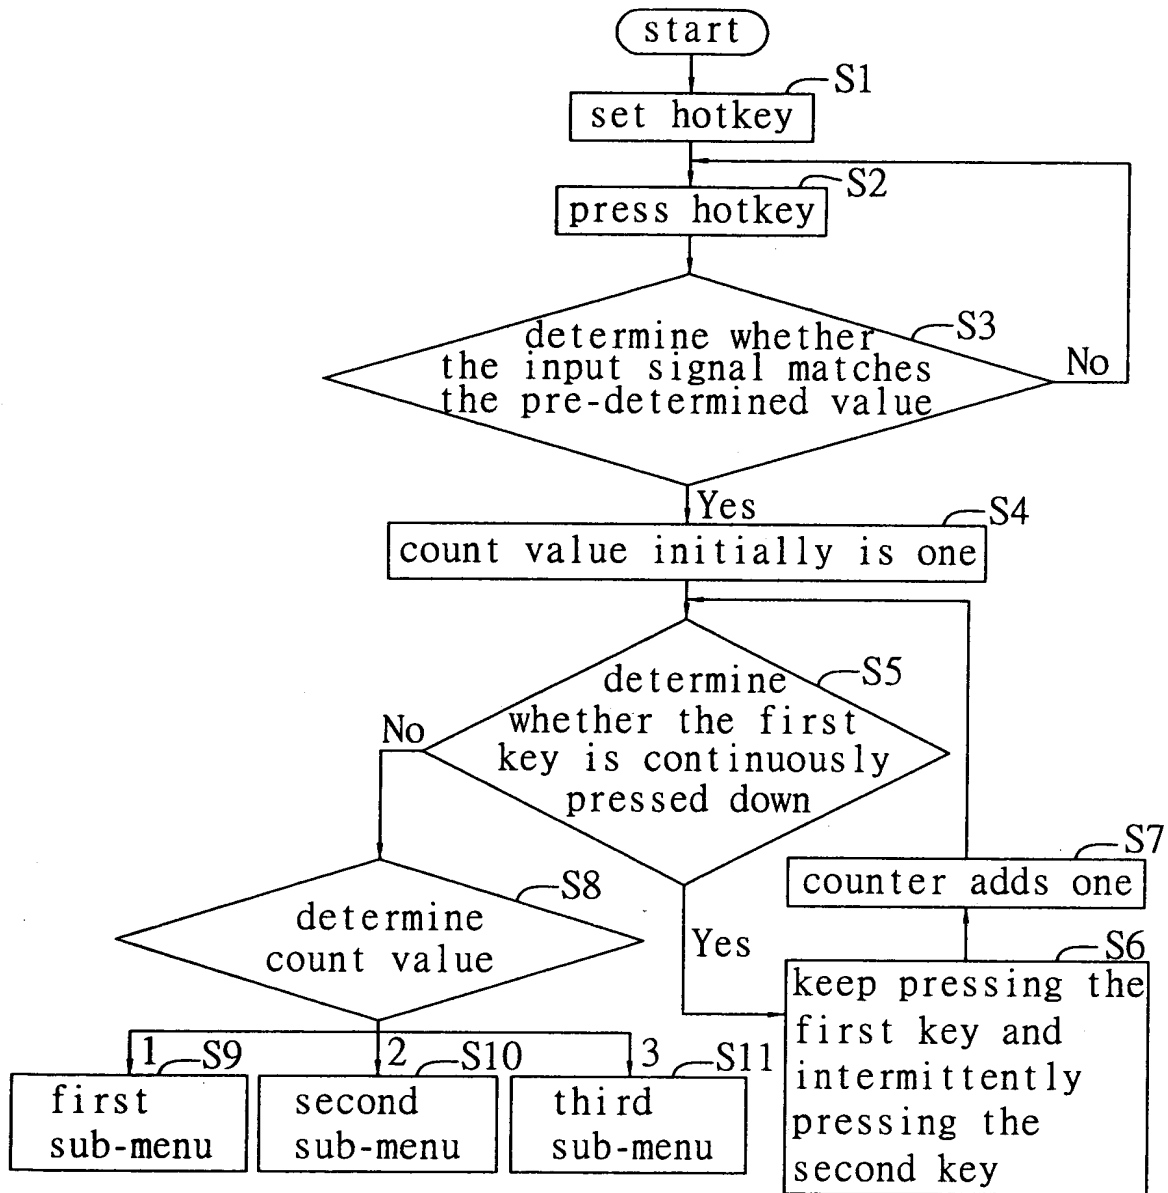 start
S1
set hotkey
S2
press hotkey
S3
determine whether
the input signal matches
the pre-determined value
No
Yes
S4
count value initially is one
S5
determine
whether the first
key is continuously
pressed down
No
Yes
S7
counter adds one
S6
keep pressing the
first key and
intermittently
pressing the
second key
S8
determine
count value
1
S9
2
S10
3
S11
first
sub-menu
second
sub-menu
third
sub-menu